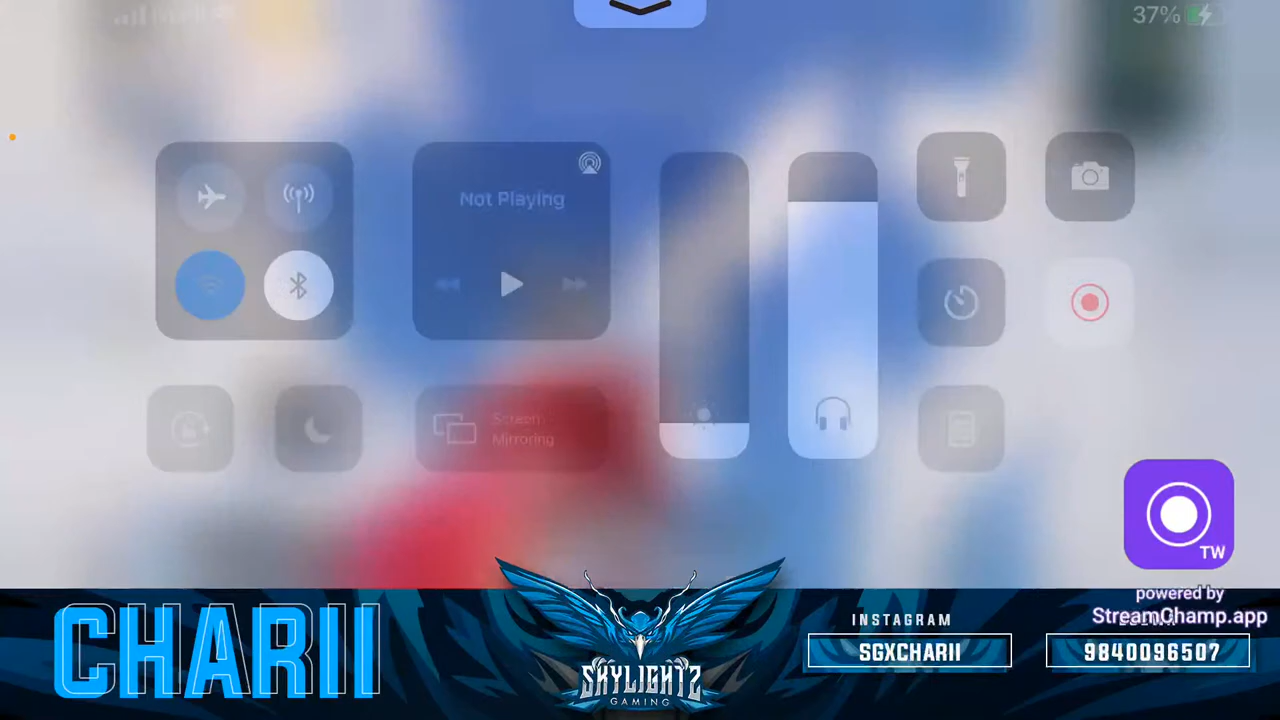 37%
Not Playing
Screen
Mirroring
TW
powered by
StreamChamp.app
CHARII
SKYLIGHTZ
GAMING
INSTAGRAM
SGXCHARII
9840096507